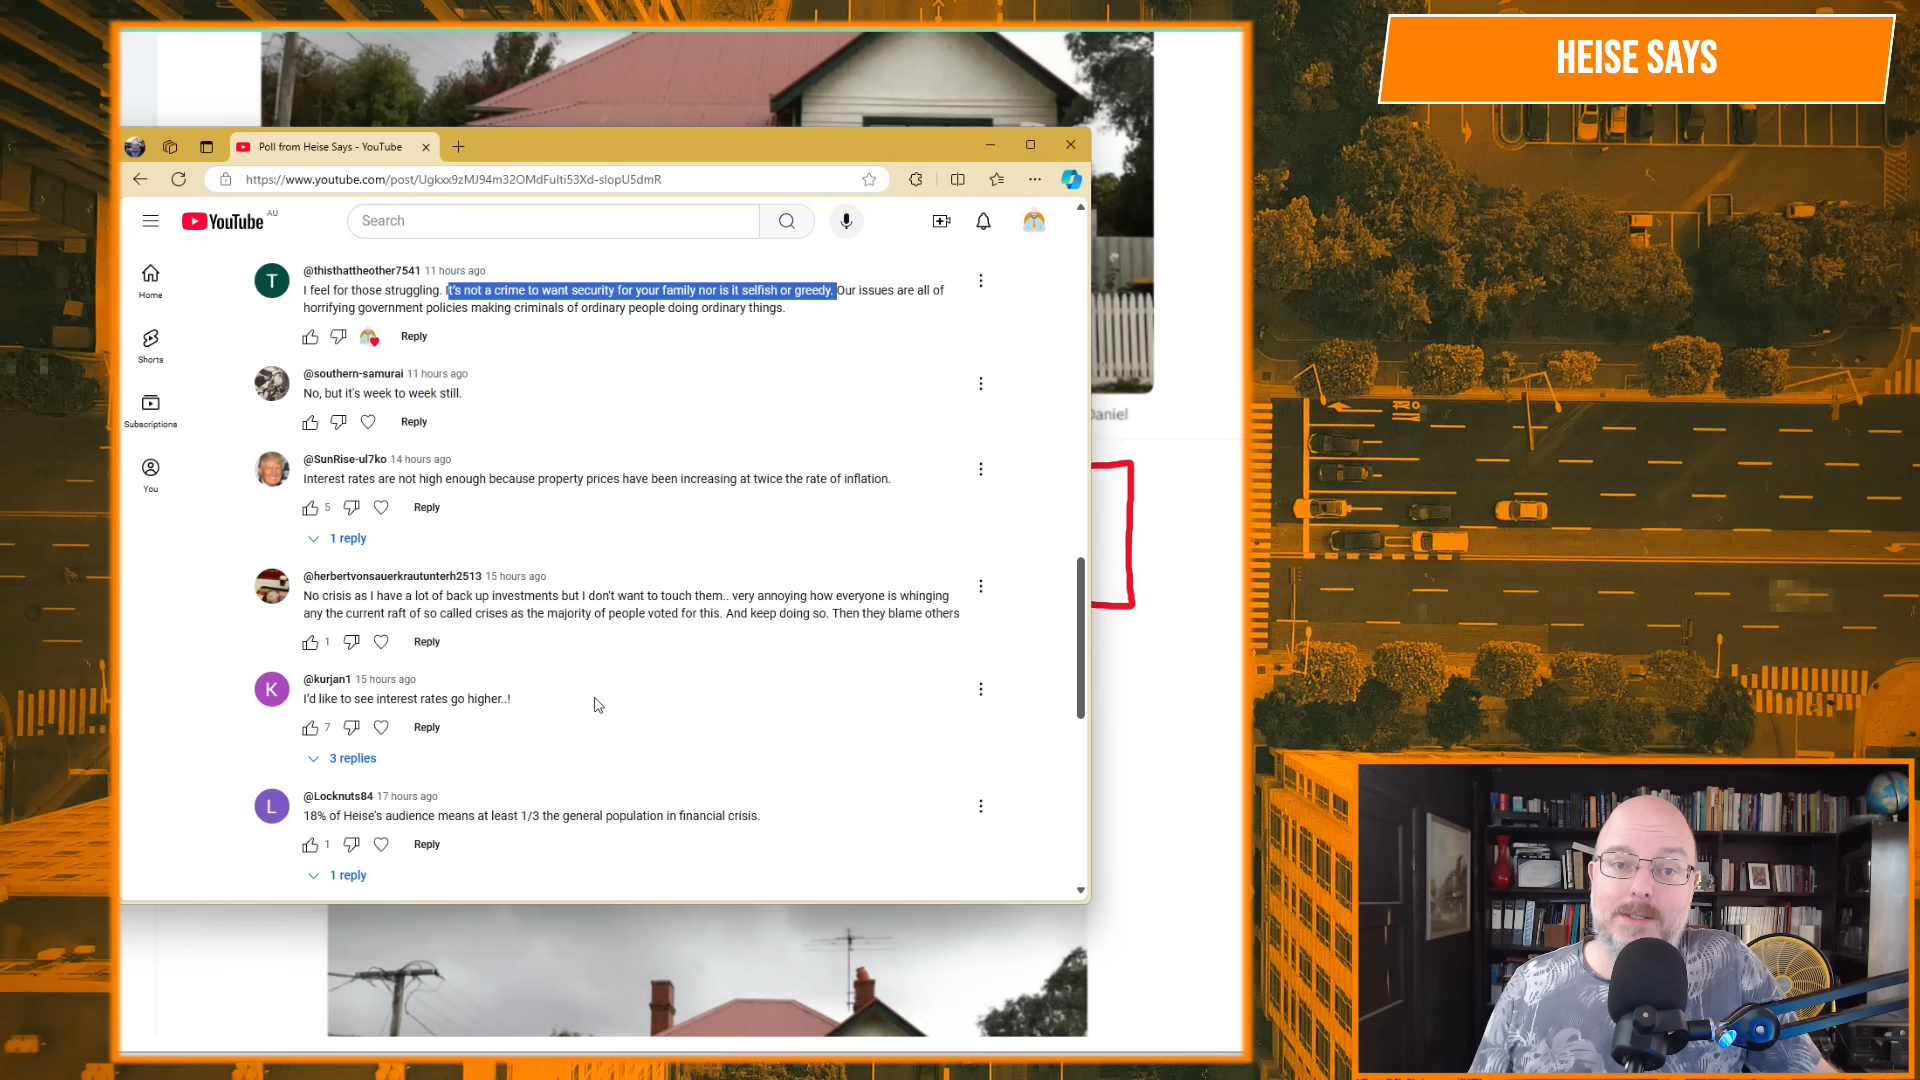 HEISE SAYS
Poll from Heise Says - YouTube
https://www.youtube.com/post/Ugkxx9zMJ94m32OMdFulti53Xd-slopU5dmR
YouTube AU
Search
Home
Shorts
Subscriptions
You
@thisthattheother7541 11 hours ago
I feel for those struggling. It's not a crime to want security for your family nor is it selfish or greedy. Our issues are all of
horrifying government policies making criminals of ordinary people doing ordinary things.
Reply
@southern-samurai 11 hours ago
No, but it's week to week still.
Reply
@SunRise-ul7ko 14 hours ago
Interest rates are not high enough because property prices have been increasing at twice the rate of inflation.
5 Reply
1 reply
@herbertvonsauerkrautunterh2513 15 hours ago
No crisis as I have a lot of back up investments but I don't want to touch them.. very annoying how everyone is whinging
any the current raft of so called crises as the majority of people voted for this. And keep doing so. Then they blame others
1 Reply
@kurjan1 15 hours ago
I'd like to see interest rates go higher..!
7 Reply
3 replies
@Locknuts84 17 hours ago
18% of Heise's audience means at least 1/3 the general population in financial crisis.
1 Reply
1 reply
T
K
L
Daniel